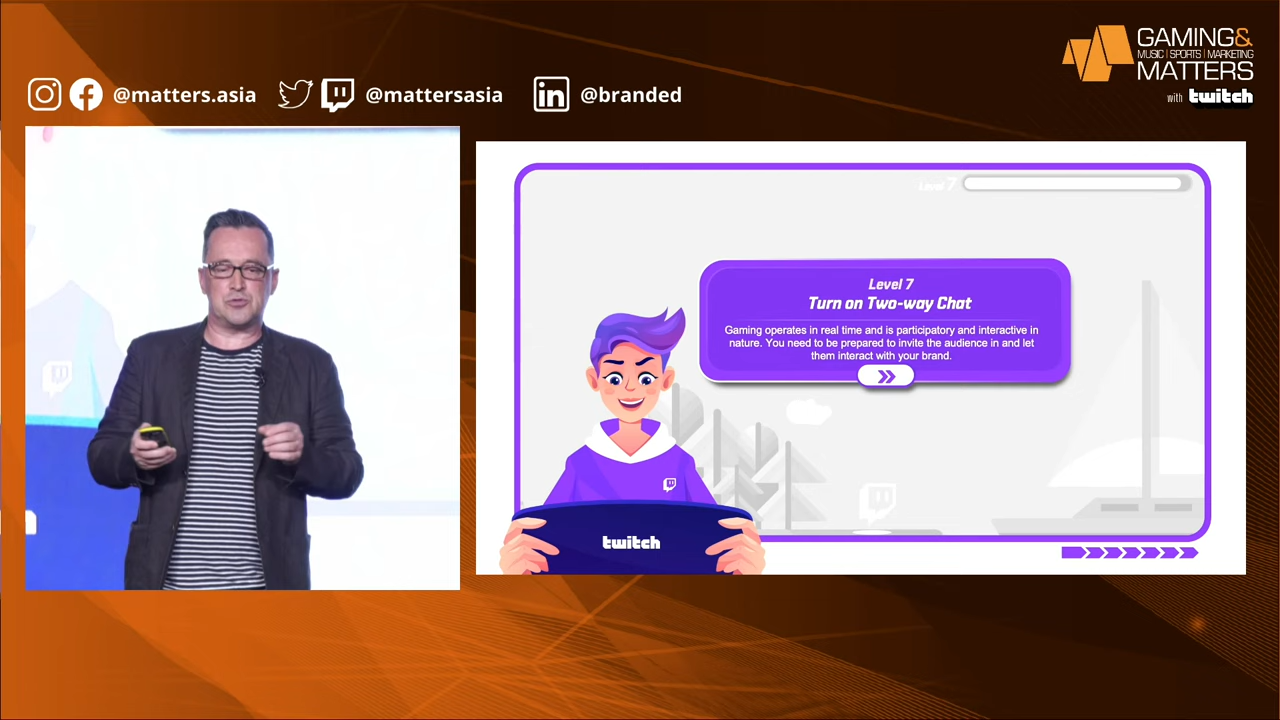 GAMING&
MUSIC | SPORTS | MARKETING
MATTERS
with twitch
@matters.asia
@mattersasia
in @branded
Level 7
Level 7
Turn on Two-way Chat
Gaming operates in real time and is participatory and interactive in
nature. You need to be prepared to invite the audience in and let
them interact with your brand.
twitch